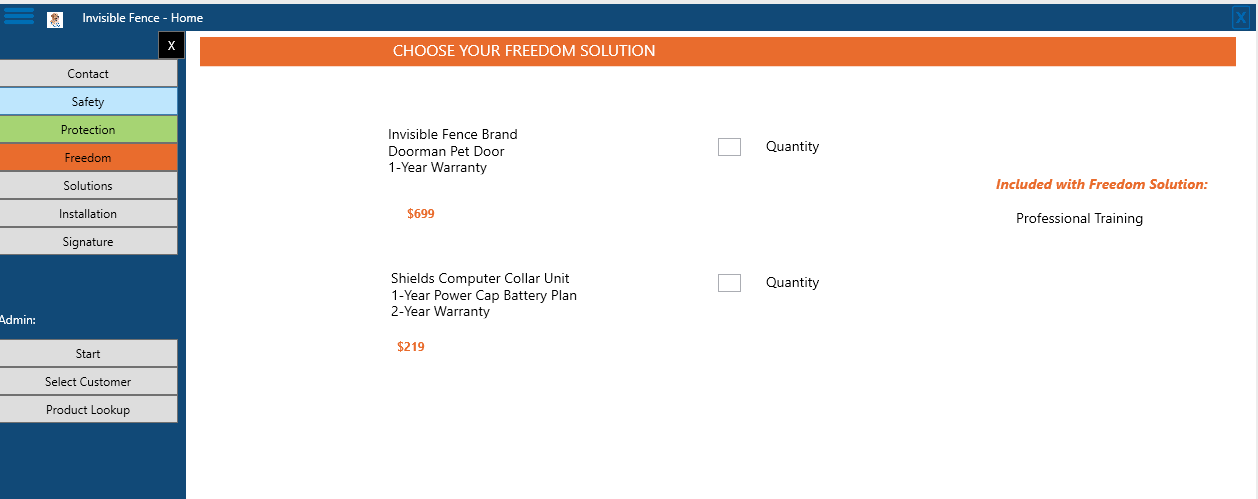 Invisible Fence - Home
X
X
Contact
Safety
Protection
Freedom
Solutions
Installation
Signature
Admin:
Start
Select Customer
Product Lookup
CHOOSE YOUR FREEDOM SOLUTION
Invisible Fence Brand
Doorman Pet Door
1-Year Warranty
$699
Quantity
Shields Computer Collar Unit
1-Year Power Cap Battery Plan
2-Year Warranty
$219
Quantity
Included with Freedom Solution:
Professional Training